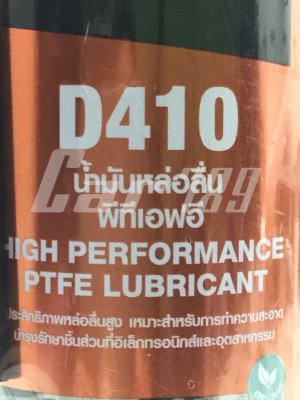 D410
น้ำมันหล่อลื่น
พีทีเอฟอี
HIGH PERFORMANCE
PTFE LUBRICANT
ประสิทธิภาพหล่อลื่นสูง เหมาะสำหรับการทำความสะอาด
บำรุงรักษาชิ้นส่วนที่อิเล็กทรอนิกส์และอุตสาหกรรม